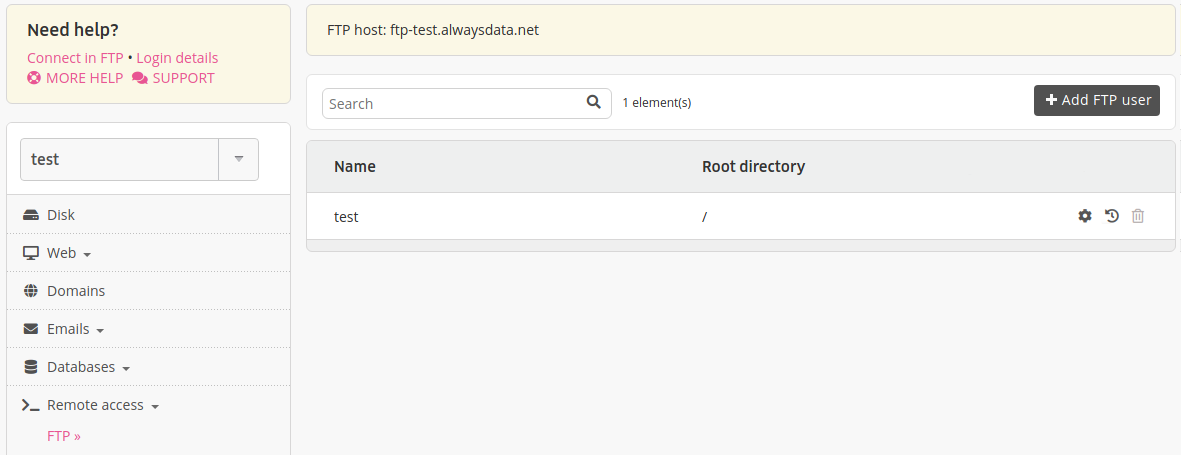 Need help?
Connect in FTP • Login details
MORE HELP SUPPORT
test
Disk
Web
Domains
Emails
Databases
Remote access
FTP »
FTP host: ftp-test.alwaysdata.net
Search
1 element(s)
Add FTP user
Name Root directory
test /